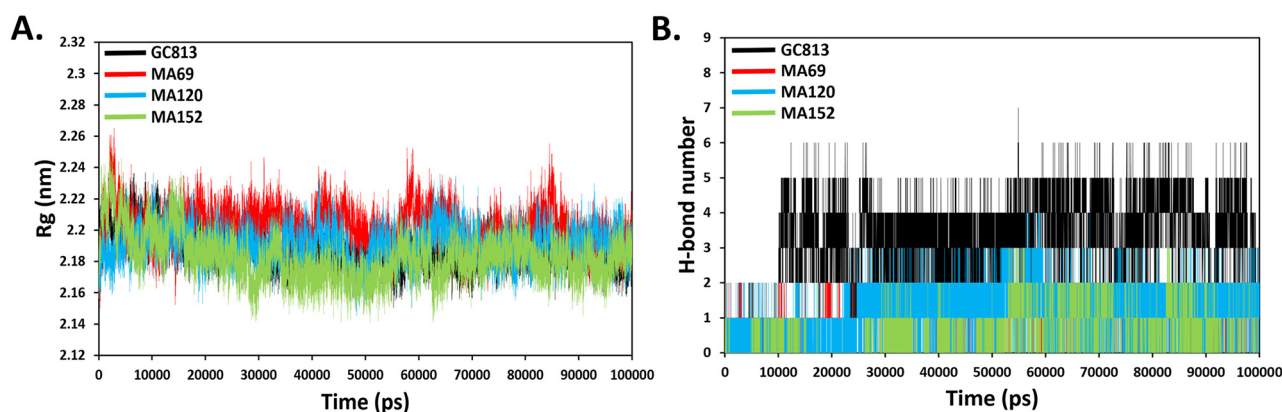 A.
2.32
2.3
2.28
2.26
2.24
2.22
2.2
2.18
2.16
2.14
2.12
Rg (nm)
GC813
MA69
MA120
MA152
0 10000 20000 30000 40000 50000 60000 70000 80000 90000 100000
Time (ps)
B.
9
8
7
6
5
4
3
2
1
0
H-bond number
GC813
MA69
MA120
MA152
0 10000 20000 30000 40000 50000 60000 70000 80000 90000 100000
Time (ps)